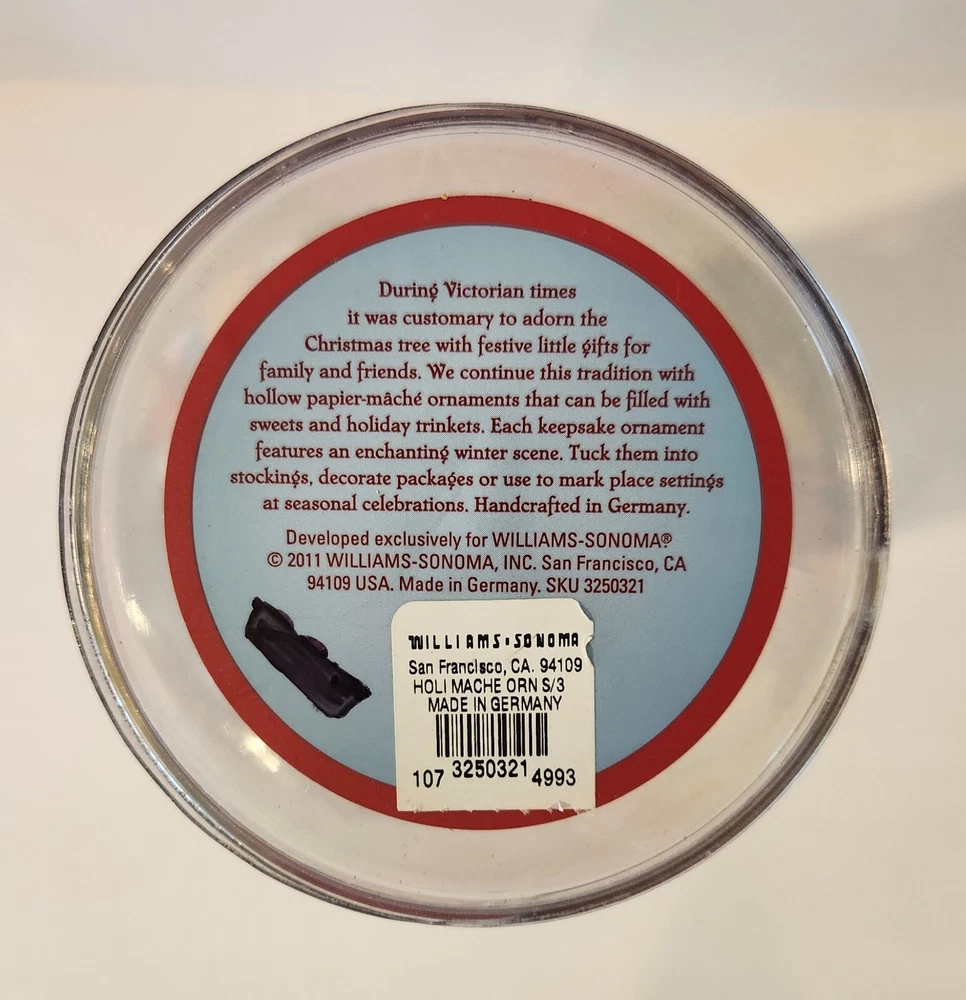 During Victorian times
it was customary to adorn the
Christmas tree with festive little gifts for
family and friends. We continue this tradition with
hollow papier-mâché ornaments that can be filled with
sweets and holiday trinkets. Each keepsake ornament
features an enchanting winter scene. Tuck them into
stockings, decorate packages or use to mark place settings
at seasonal celebrations. Handcrafted in Germany.
Developed exclusively for WILLIAMS-SONOMA®
© 2011 WILLIAMS-SONOMA, INC. San Francisco, CA
94109 USA. Made in Germany. SKU 3250321
WILLIAMS-SONOMA
San Francisco, CA. 94109
HOLI MACHE ORN S/3
MADE IN GERMANY
107 3250321 4993